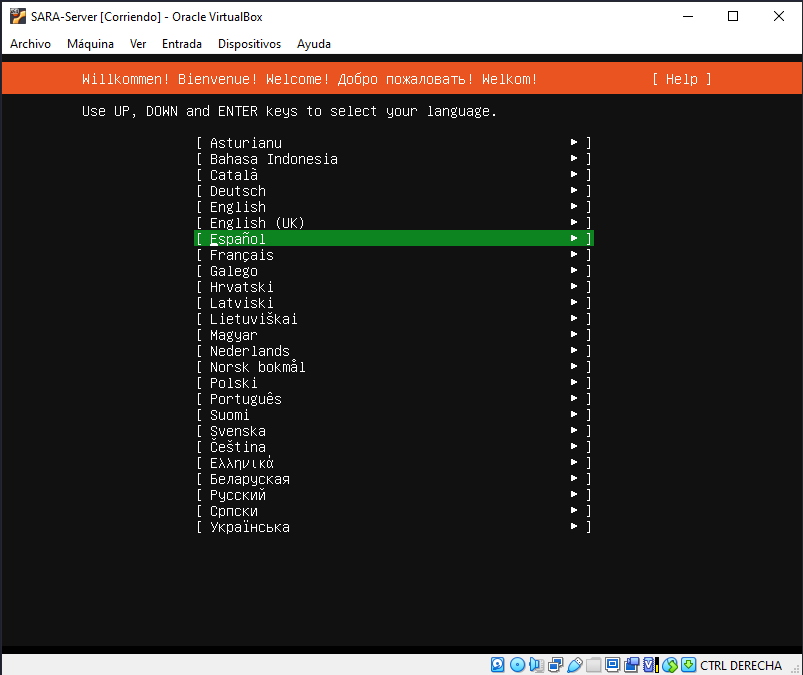 SARA-Server [Corriendo] - Oracle VirtualBox
Archivo Máquina Ver Entrada Dispositivos Ayuda
Willkommen! Bienvenue! Welcome! Добро пожаловать! Welkom! [ Help ]
Use UP, DOWN and ENTER keys to select your language.
[ Asturianu ► ]
[ Bahasa Indonesia ► ]
[ Català ► ]
[ Deutsch ► ]
[ English ► ]
[ English (UK) ► ]
[ Español ► ]
[ Français ► ]
[ Galego ► ]
[ Hrvatski ► ]
[ Latviski ► ]
[ Lietuviškai ► ]
[ Magyar ► ]
[ Nederlands ► ]
[ Norsk bokmål ► ]
[ Polski ► ]
[ Português ► ]
[ Suomi ► ]
[ Svenska ► ]
[ Čeština ► ]
[ Ελληνικά ► ]
[ Беларуская ► ]
[ Русский ► ]
[ Српски ► ]
[ Українська ► ]
CTRL DERECHA